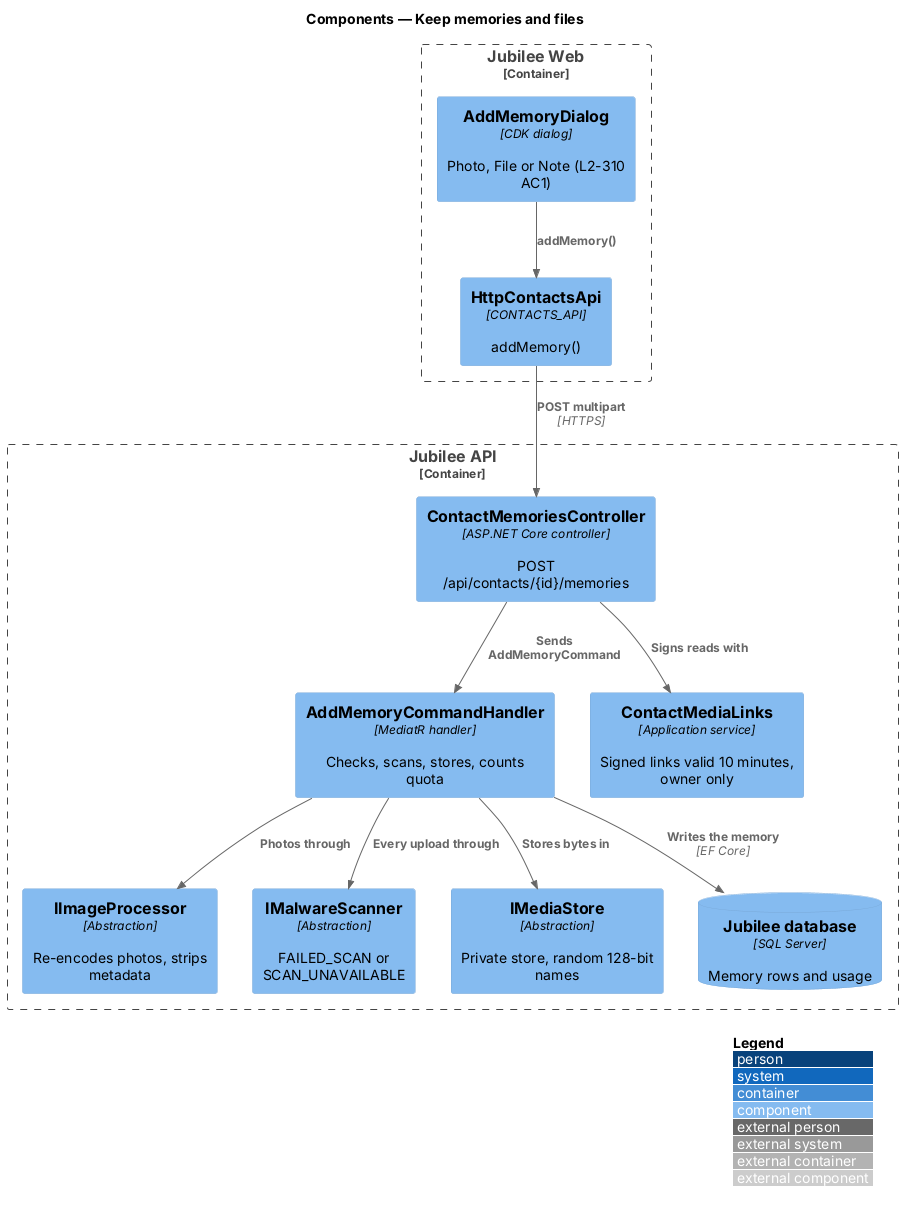 Components — Keep memories and files
Jubilee Web
[Container]
AddMemoryDialog
[CDK dialog]
Photo, File or Note (L2-310
AC1)
addMemory()
HttpContactsApi
[CONTACTS_API]
addMemory()
POST multipart
[HTTPS]
Jubilee API
[Container]
ContactMemoriesController
[ASP.NET Core controller]
POST
/api/contacts/{id}/memories
Sends
AddMemoryCommand
Signs reads with
AddMemoryCommandHandler
[MediatR handler]
Checks, scans, stores, counts
quota
ContactMediaLinks
[Application service]
Signed links valid 10 minutes,
owner only
Photos through
Every upload through
Stores bytes in
Writes the memory
[EF Core]
IImageProcessor
[Abstraction]
Re-encodes photos, strips
metadata
IMalwareScanner
[Abstraction]
FAILED_SCAN or
SCAN_UNAVAILABLE
IMediaStore
[Abstraction]
Private store, random 128-bit
names
Jubilee database
[SQL Server]
Memory rows and usage
Legend
person
system
container
component
external person
external system
external container
external component